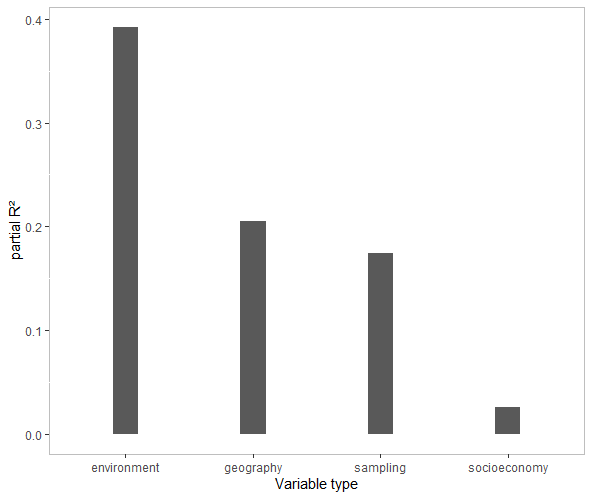 0.4
0.3
0.2
0.1
0.0
partial R²
environment
geography
sampling
socioeconomy
Variable type